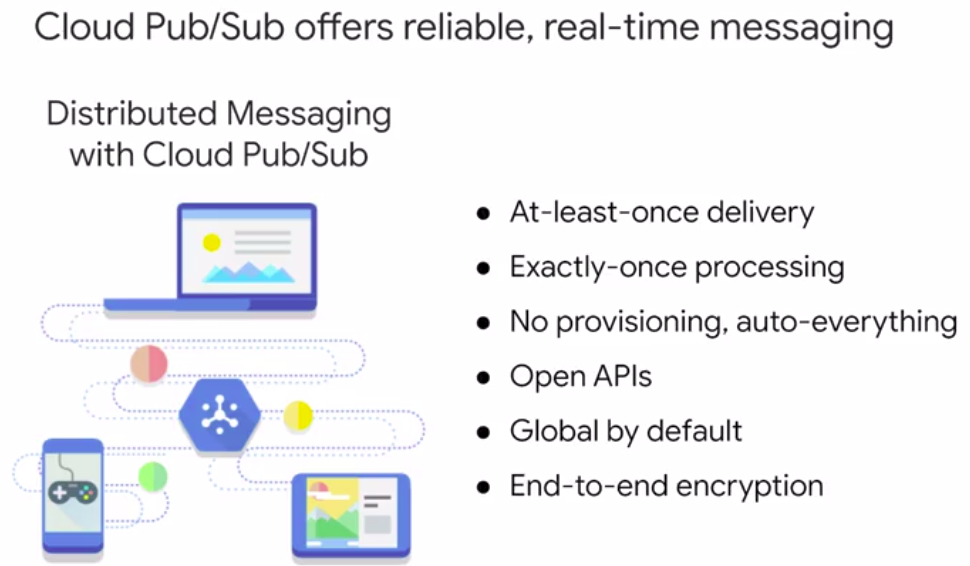 Cloud Pub/Sub offers reliable, real-time messaging
Distributed Messaging
with Cloud Pub/Sub
● At-least-once delivery
● Exactly-once processing
● No provisioning, auto-everything
● Open APIs
● Global by default
● End-to-end encryption